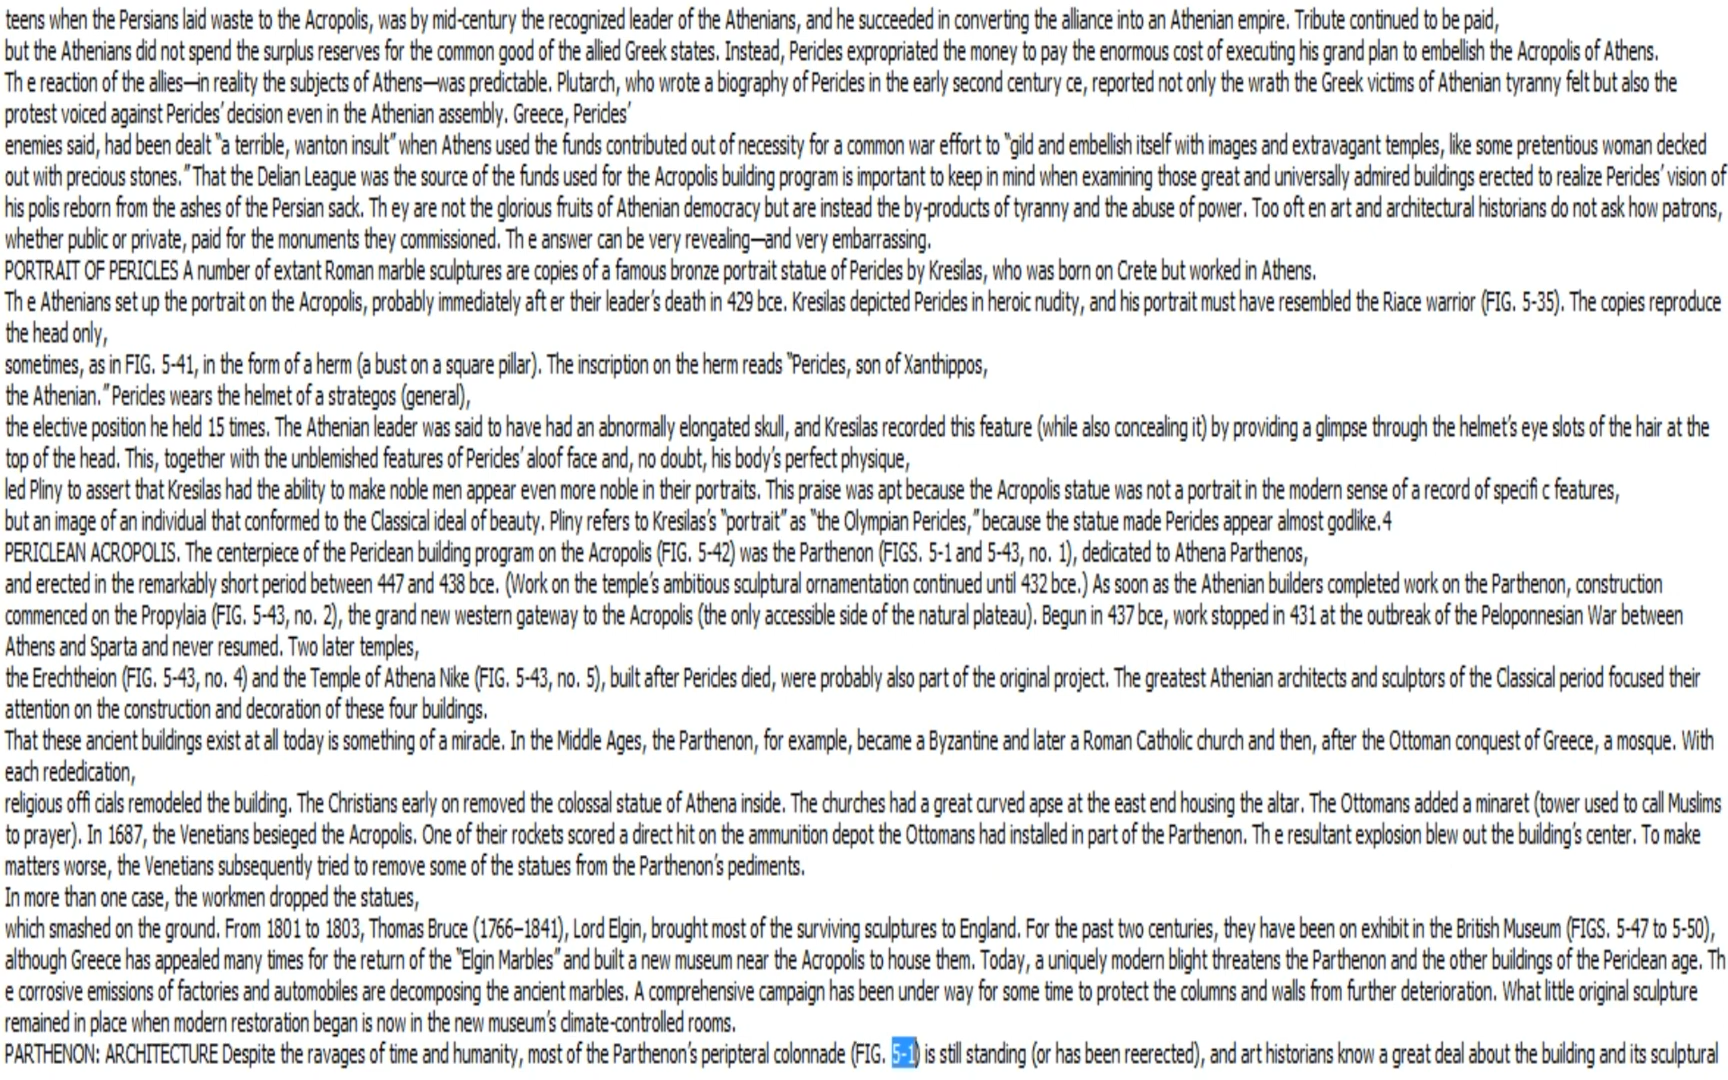 teens when the Persians laid waste to the Acropolis, was by mid-century the recognized leader of the Athenians, and he succeeded in converting the alliance into an Athenian empire. Tribute continued to be paid,
but the Athenians did not spend the surplus reserves for the common good of the allied Greek states. Instead, Pericles expropriated the money to pay the enormous cost of executing his grand plan to embellish the Acropolis of Athens.
Th e reaction of the allies—in reality the subjects of Athens—was predictable. Plutarch, who wrote a biography of Pericles in the early second century ce, reported not only the wrath the Greek victims of Athenian tyranny felt but also the
protest voiced against Pericles’ decision even in the Athenian assembly. Greece, Pericles’
enemies said, had been dealt “a terrible, wanton insult” when Athens used the funds contributed out of necessity for a common war effort to “gild and embellish itself with images and extravagant temples, like some pretentious woman decked
out with precious stones.” That the Delian League was the source of the funds used for the Acropolis building program is important to keep in mind when examining those great and universally admired buildings erected to realize Pericles’ vision of
his polis reborn from the ashes of the Persian sack. Th ey are not the glorious fruits of Athenian democracy but are instead the by-products of tyranny and the abuse of power. Too oft en art and architectural historians do not ask how patrons,
whether public or private, paid for the monuments they commissioned. Th e answer can be very revealing—and very embarrassing.
PORTRAIT OF PERICLES A number of extant Roman marble sculptures are copies of a famous bronze portrait statue of Pericles by Kresilas, who was born on Crete but worked in Athens.
Th e Athenians set up the portrait on the Acropolis, probably immediately aft er their leader’s death in 429 bce. Kresilas depicted Pericles in heroic nudity, and his portrait must have resembled the Riace warrior (FIG. 5-35). The copies reproduce
the head only,
sometimes, as in FIG. 5-41, in the form of a herm (a bust on a square pillar). The inscription on the herm reads “Pericles, son of Xanthippos,
the Athenian.” Pericles wears the helmet of a strategos (general),
the elective position he held 15 times. The Athenian leader was said to have had an abnormally elongated skull, and Kresilas recorded this feature (while also concealing it) by providing a glimpse through the helmet’s eye slots of the hair at the
top of the head. This, together with the unblemished features of Pericles’ aloof face and, no doubt, his body’s perfect physique,
led Pliny to assert that Kresilas had the ability to make noble men appear even more noble in their portraits. This praise was apt because the Acropolis statue was not a portrait in the modern sense of a record of specifi c features,
but an image of an individual that conformed to the Classical ideal of beauty. Pliny refers to Kresilas’s “portrait” as “the Olympian Pericles,” because the statue made Pericles appear almost godlike.4
PERICLEAN ACROPOLIS. The centerpiece of the Periclean building program on the Acropolis (FIG. 5-42) was the Parthenon (FIGS. 5-1 and 5-43, no. 1), dedicated to Athena Parthenos,
and erected in the remarkably short period between 447 and 438 bce. (Work on the temple’s ambitious sculptural ornamentation continued until 432 bce.) As soon as the Athenian builders completed work on the Parthenon, construction
commenced on the Propylaia (FIG. 5-43, no. 2), the grand new western gateway to the Acropolis (the only accessible side of the natural plateau). Begun in 437 bce, work stopped in 431 at the outbreak of the Peloponnesian War between
Athens and Sparta and never resumed. Two later temples,
the Erechtheion (FIG. 5-43, no. 4) and the Temple of Athena Nike (FIG. 5-43, no. 5), built after Pericles died, were probably also part of the original project. The greatest Athenian architects and sculptors of the Classical period focused their
attention on the construction and decoration of these four buildings.
That these ancient buildings exist at all today is something of a miracle. In the Middle Ages, the Parthenon, for example, became a Byzantine and later a Roman Catholic church and then, after the Ottoman conquest of Greece, a mosque. With
each rededication,
religious offi cials remodeled the building. The Christians early on removed the colossal statue of Athena inside. The churches had a great curved apse at the east end housing the altar. The Ottomans added a minaret (tower used to call Muslims
to prayer). In 1687, the Venetians besieged the Acropolis. One of their rockets scored a direct hit on the ammunition depot the Ottomans had installed in part of the Parthenon. Th e resultant explosion blew out the building’s center. To make
matters worse, the Venetians subsequently tried to remove some of the statues from the Parthenon’s pediments.
In more than one case, the workmen dropped the statues,
which smashed on the ground. From 1801 to 1803, Thomas Bruce (1766–1841), Lord Elgin, brought most of the surviving sculptures to England. For the past two centuries, they have been on exhibit in the British Museum (FIGS. 5-47 to 5-50),
although Greece has appealed many times for the return of the “Elgin Marbles” and built a new museum near the Acropolis to house them. Today, a uniquely modern blight threatens the Parthenon and the other buildings of the Periclean age. Th
e corrosive emissions of factories and automobiles are decomposing the ancient marbles. A comprehensive campaign has been under way for some time to protect the columns and walls from further deterioration. What little original sculpture
remained in place when modern restoration began is now in the new museum’s climate-controlled rooms.
PARTHENON: ARCHITECTURE Despite the ravages of time and humanity, most of the Parthenon’s peripteral colonnade (FIG. 5-1) is still standing (or has been reerected), and art historians know a great deal about the building and its sculptural